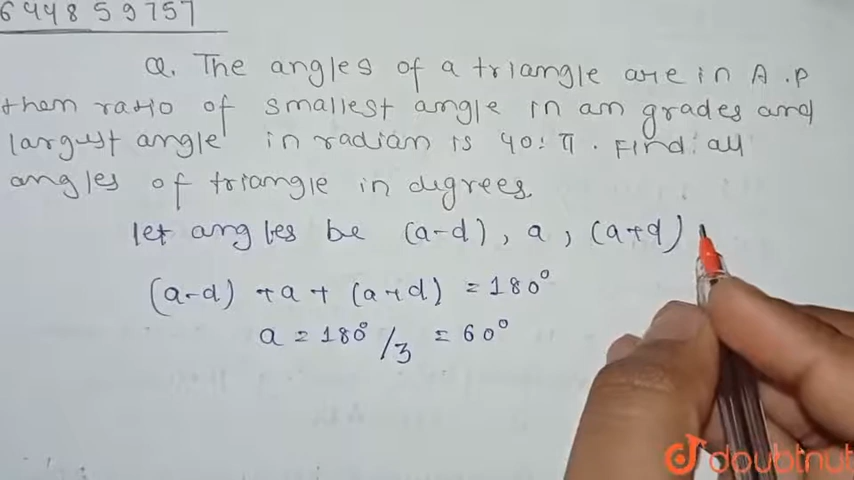 6448 59757
Q. The angles of a triangle are in A.P
then ratio of smallest angle in an grades and
largest angle in radian is 40:π. Find all
angles of triangle in degrees.
let angles be (a-d), a, (a+d)
(a-d) +a + (a+d) = 180°
a = 180°/3 = 60°
doubtnut